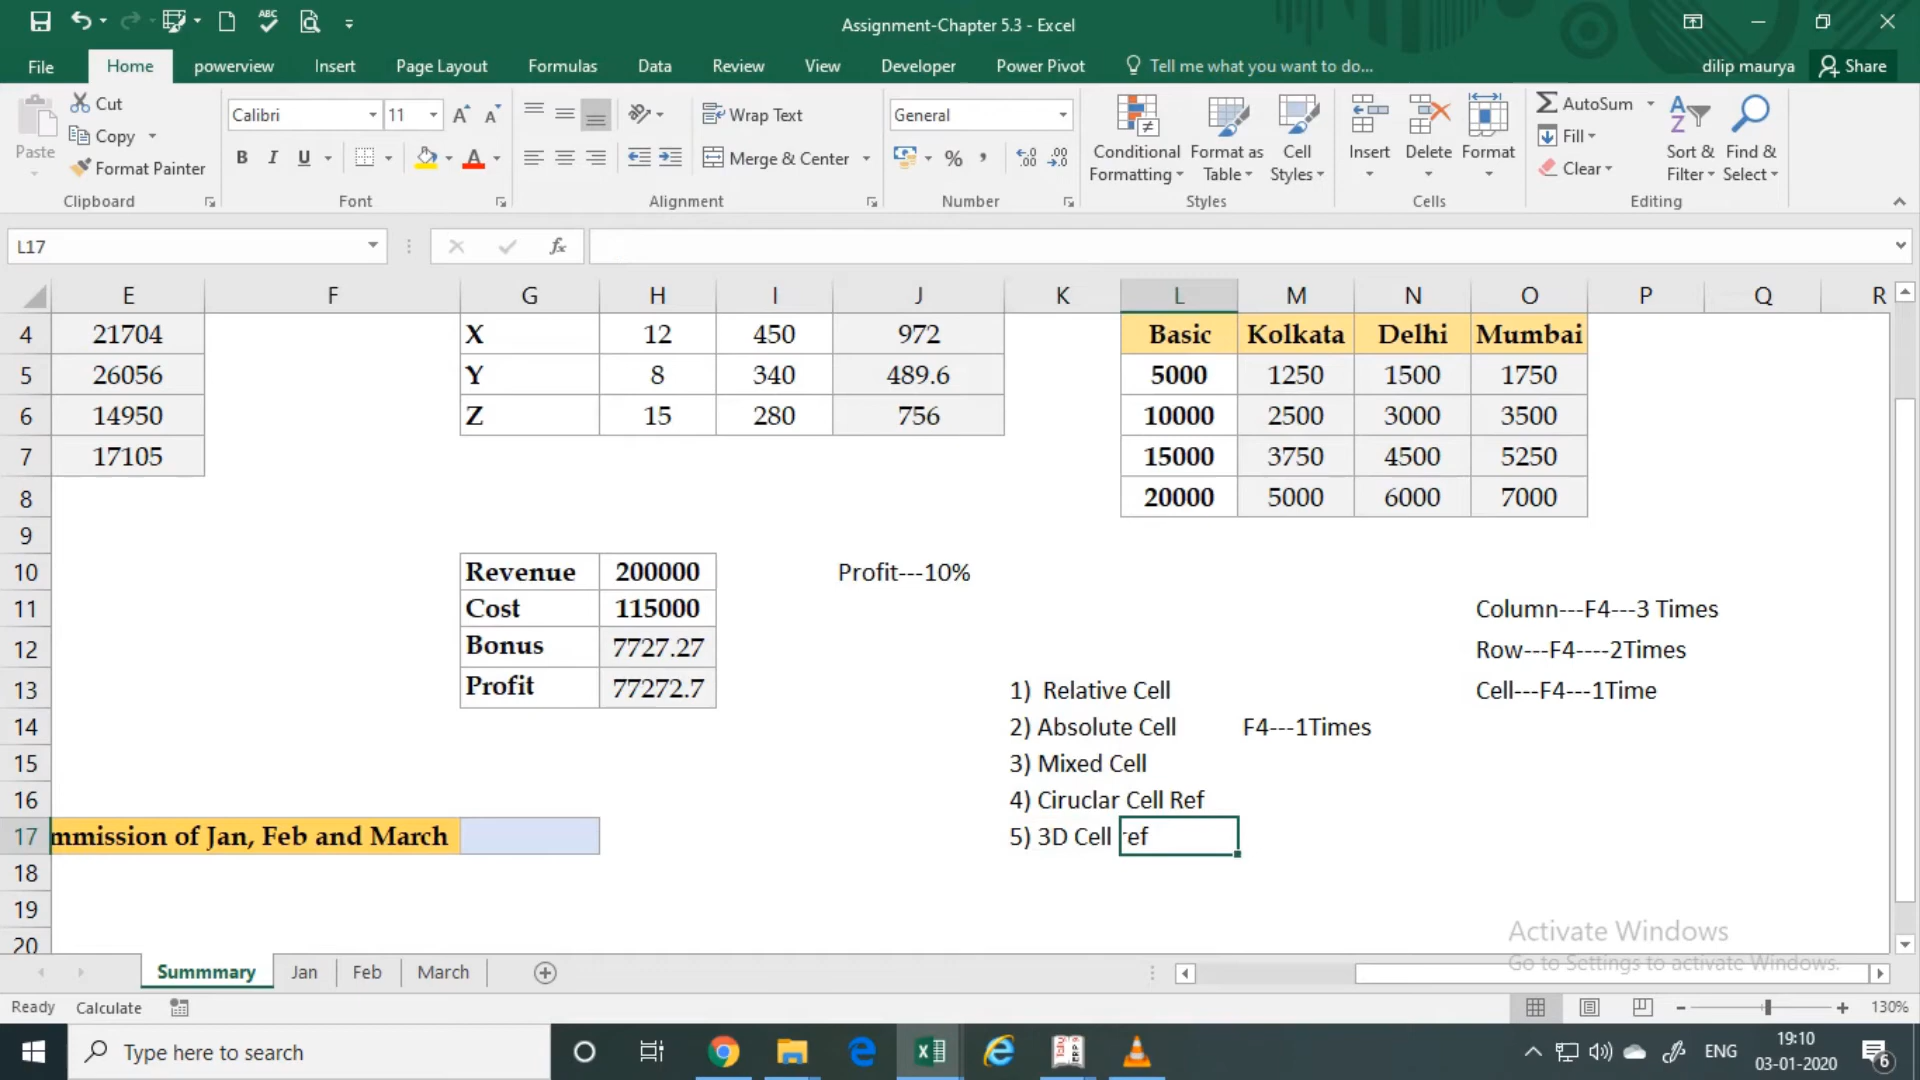 Assignment-Chapter 5.3 - Excel
File Home powerview Insert Page Layout Formulas Data Review View Developer Power Pivot Tell me what you want to do... dilip maurya Share
Paste Cut Copy Format Painter Clipboard
Calibri 11 B I U A Font
Wrap Text Merge & Center Alignment
General % Number
Conditional Formatting Format as Table Cell Styles Styles
Insert Delete Format Cells
AutoSum Fill Clear Sort & Filter Find & Select Editing
L17 fx
E F G H I J K L M N O P Q R
4 21704 X 12 450 972 Basic Kolkata Delhi Mumbai
5 26056 Y 8 340 489.6 5000 1250 1500 1750
6 14950 Z 15 280 756 10000 2500 3000 3500
7 17105 15000 3750 4500 5250
8 20000 5000 6000 7000
9
10 Revenue 200000 Profit---10%
11 Cost 115000 Column---F4---3 Times
12 Bonus 7727.27 Row---F4----2Times
13 Profit 77272.7 1) Relative Cell Cell---F4---1Time
14 2) Absolute Cell F4---1Times
15 3) Mixed Cell
16 4) Ciruclar Cell Ref
17 mmission of Jan, Feb and March 5) 3D Cell ref
18
19
20
Activate Windows
Go to Settings to activate Windows.
Summmary Jan Feb March
Ready Calculate 130%
Type here to search ENG 19:10
03-01-2020 6